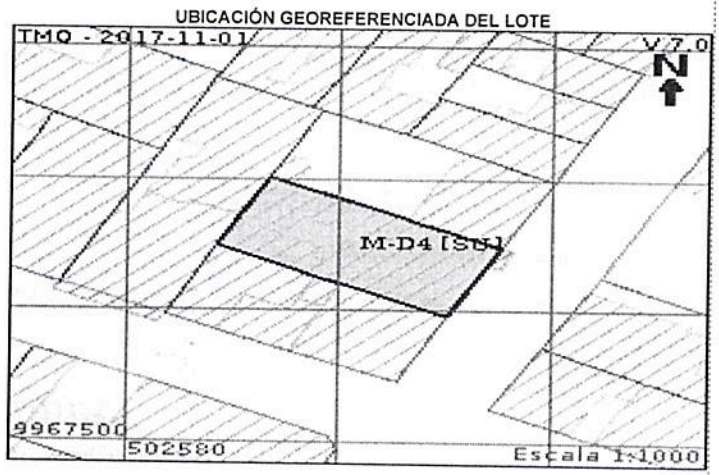 UBICACIÓN GEOREFERENCIADA DEL LOTE
TMQ - 2017-11-01
V 7.0
N
M-D4 [SU]
9967500
502580
Escala 1:1000